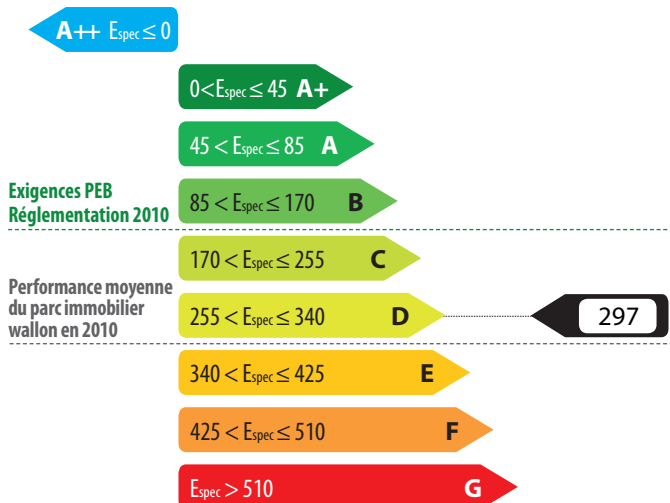 A++ Espec ≤ 0
0<Espec ≤ 45 A+
45 < Espec ≤ 85 A
Exigences PEB
Réglementation 2010
85 < Espec ≤ 170 B
170 < Espec ≤ 255 C
Performance moyenne
du parc immobilier
wallon en 2010
255 < Espec ≤ 340 D
297
340 < Espec ≤ 425 E
425 < Espec ≤ 510 F
Espec > 510 G